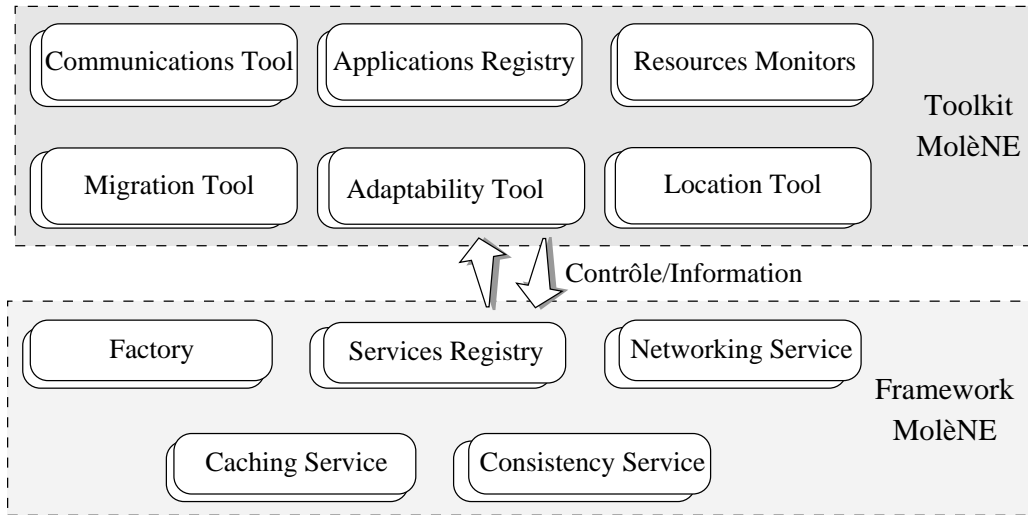 Communications Tool
Applications Registry
Resources Monitors
Toolkit
MolèNE
Migration Tool
Adaptability Tool
Location Tool
Contrôle/Information
Factory
Services Registry
Networking Service
Framework
MolèNE
Caching Service
Consistency Service